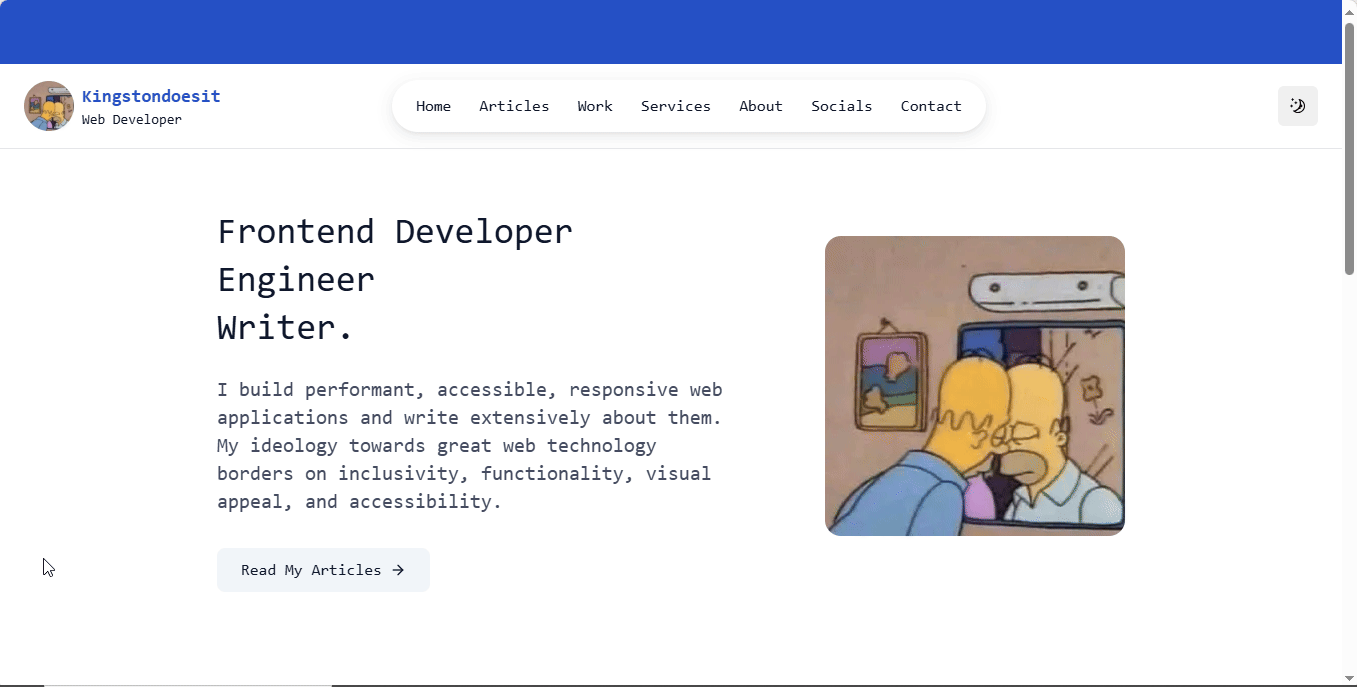 Kingstondoesit
Web Developer
Home Articles Work Services About Socials Contact
Frontend Developer
Engineer
Writer.
I build performant, accessible, responsive web
applications and write extensively about them.
My ideology towards great web technology
borders on inclusivity, functionality, visual
appeal, and accessibility.
Read My Articles →